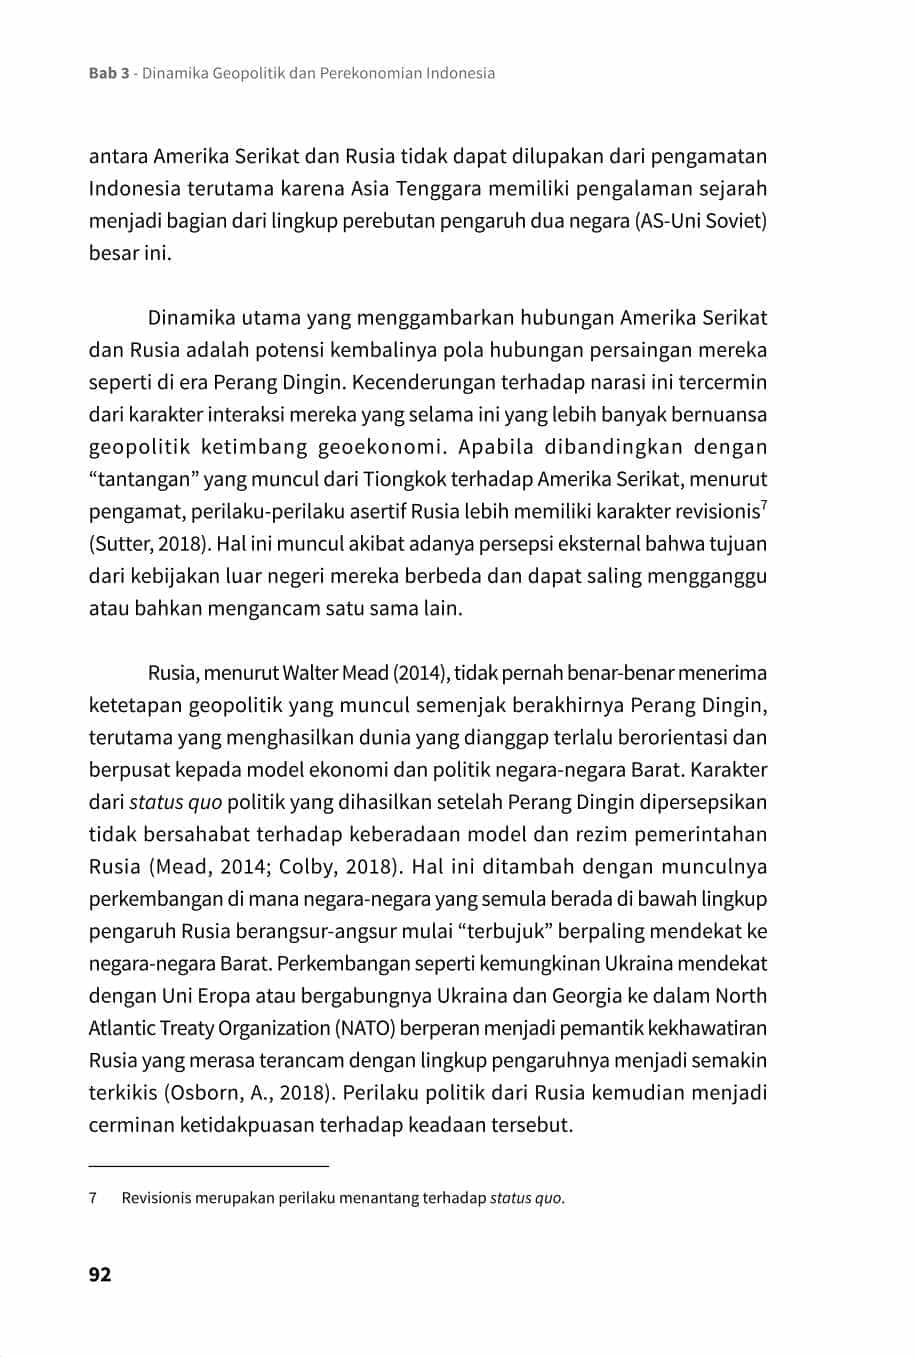 Bab 3 - Dinamika Geopolitik dan Perekonomian Indonesia
antara Amerika Serikat dan Rusia tidak dapat dilupakan dari pengamatan
Indonesia terutama karena Asia Tenggara memiliki pengalaman sejarah
menjadi bagian dari lingkup perebutan pengaruh dua negara (AS-Uni Soviet)
besar ini.
Dinamika utama yang menggambarkan hubungan Amerika Serikat
dan Rusia adalah potensi kembalinya pola hubungan persaingan mereka
seperti di era Perang Dingin. Kecenderungan terhadap narasi ini tercermin
dari karakter interaksi mereka yang selama ini yang lebih banyak bernuansa
geopolitik ketimbang geoekonomi. Apabila dibandingkan dengan
“tantangan” yang muncul dari Tiongkok terhadap Amerika Serikat, menurut
pengamat, perilaku-perilaku asertif Rusia lebih memiliki karakter revisionis7
(Sutter, 2018). Hal ini muncul akibat adanya persepsi eksternal bahwa tujuan
dari kebijakan luar negeri mereka berbeda dan dapat saling mengganggu
atau bahkan mengancam satu sama lain.
Rusia, menurut Walter Mead (2014), tidak pernah benar-benar menerima
ketetapan geopolitik yang muncul semenjak berakhirnya Perang Dingin,
terutama yang menghasilkan dunia yang dianggap terlalu berorientasi dan
berpusat kepada model ekonomi dan politik negara-negara Barat. Karakter
dari status quo politik yang dihasilkan setelah Perang Dingin dipersepsikan
tidak bersahabat terhadap keberadaan model dan rezim pemerintahan
Rusia (Mead, 2014; Colby, 2018). Hal ini ditambah dengan munculnya
perkembangan di mana negara-negara yang semula berada di bawah lingkup
pengaruh Rusia berangsur-angsur mulai “terbujuk” berpaling mendekat ke
negara-negara Barat. Perkembangan seperti kemungkinan Ukraina mendekat
dengan Uni Eropa atau bergabungnya Ukraina dan Georgia ke dalam North
Atlantic Treaty Organization (NATO) berperan menjadi pemantik kekhawatiran
Rusia yang merasa terancam dengan lingkup pengaruhnya menjadi semakin
terkikis (Osborn, A., 2018). Perilaku politik dari Rusia kemudian menjadi
cerminan ketidakpuasan terhadap keadaan tersebut.
7 Revisionis merupakan perilaku menantang terhadap status quo.
92